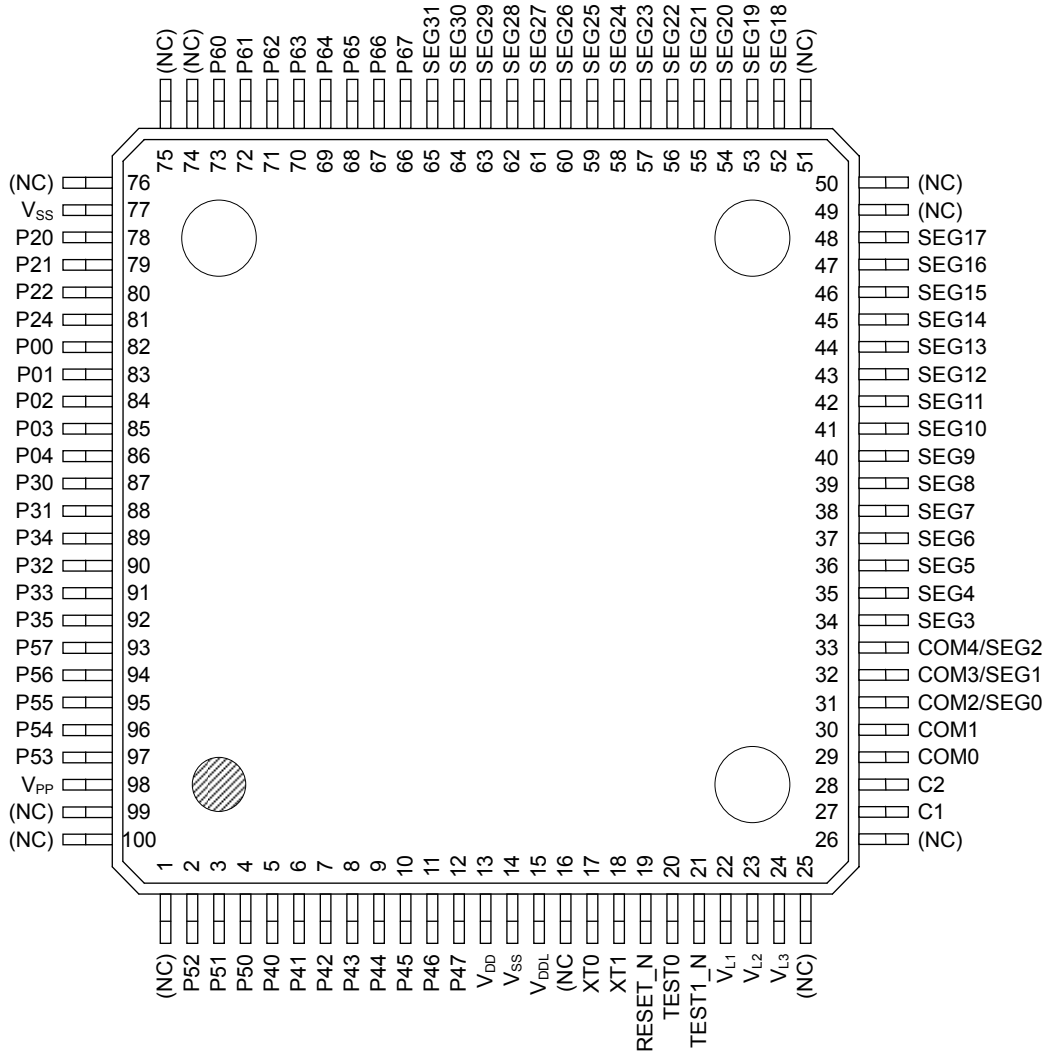 (NC) (NC) P60 P61 P62 P63 P64 P65 P66 P67 SEG31 SEG30 SEG29 SEG28 SEG27 SEG26 SEG25 SEG24 SEG23 SEG22 SEG21 SEG20 SEG19 SEG18 (NC)
75 74 73 72 71 70 69 68 67 66 65 64 63 62 61 60 59 58 57 56 55 54 53 52 51
(NC) 76 50 (NC)
VSS 77 49 (NC)
P20 78 48 SEG17
P21 79 47 SEG16
P22 80 46 SEG15
P24 81 45 SEG14
P00 82 44 SEG13
P01 83 43 SEG12
P02 84 42 SEG11
P03 85 41 SEG10
P04 86 40 SEG9
P30 87 39 SEG8
P31 88 38 SEG7
P34 89 37 SEG6
P32 90 36 SEG5
P33 91 35 SEG4
P35 92 34 SEG3
P57 93 33 COM4/SEG2
P56 94 32 COM3/SEG1
P55 95 31 COM2/SEG0
P54 96 30 COM1
P53 97 29 COM0
VPP 98 28 C2
(NC) 99 27 C1
(NC) 100 26 (NC)
1 2 3 4 5 6 7 8 9 10 11 12 13 14 15 16 17 18 19 20 21 22 23 24 25
(NC) P52 P51 P50 P40 P41 P42 P43 P44 P45 P46 P47 VDD VSS VDDL (NC XT0 XT1 RESET_N TEST0 TEST1_N VL1 VL2 VL3 (NC)